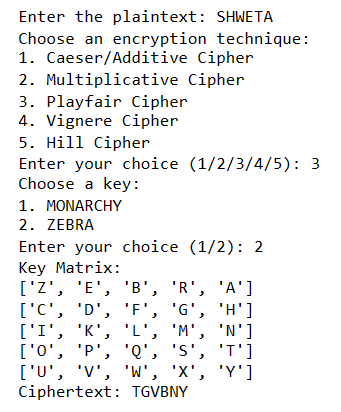 Enter the plaintext: SHWETA
Choose an encryption technique:
1. Caeser/Additive Cipher
2. Multiplicative Cipher
3. Playfair Cipher
4. Vignere Cipher
5. Hill Cipher
Enter your choice (1/2/3/4/5): 3
Choose a key:
1. MONARCHY
2. ZEBRA
Enter your choice (1/2): 2
Key Matrix:
['Z', 'E', 'B', 'R', 'A']
['C', 'D', 'F', 'G', 'H']
['I', 'K', 'L', 'M', 'N']
['O', 'P', 'Q', 'S', 'T']
['U', 'V', 'W', 'X', 'Y']
Ciphertext: TGVBNY